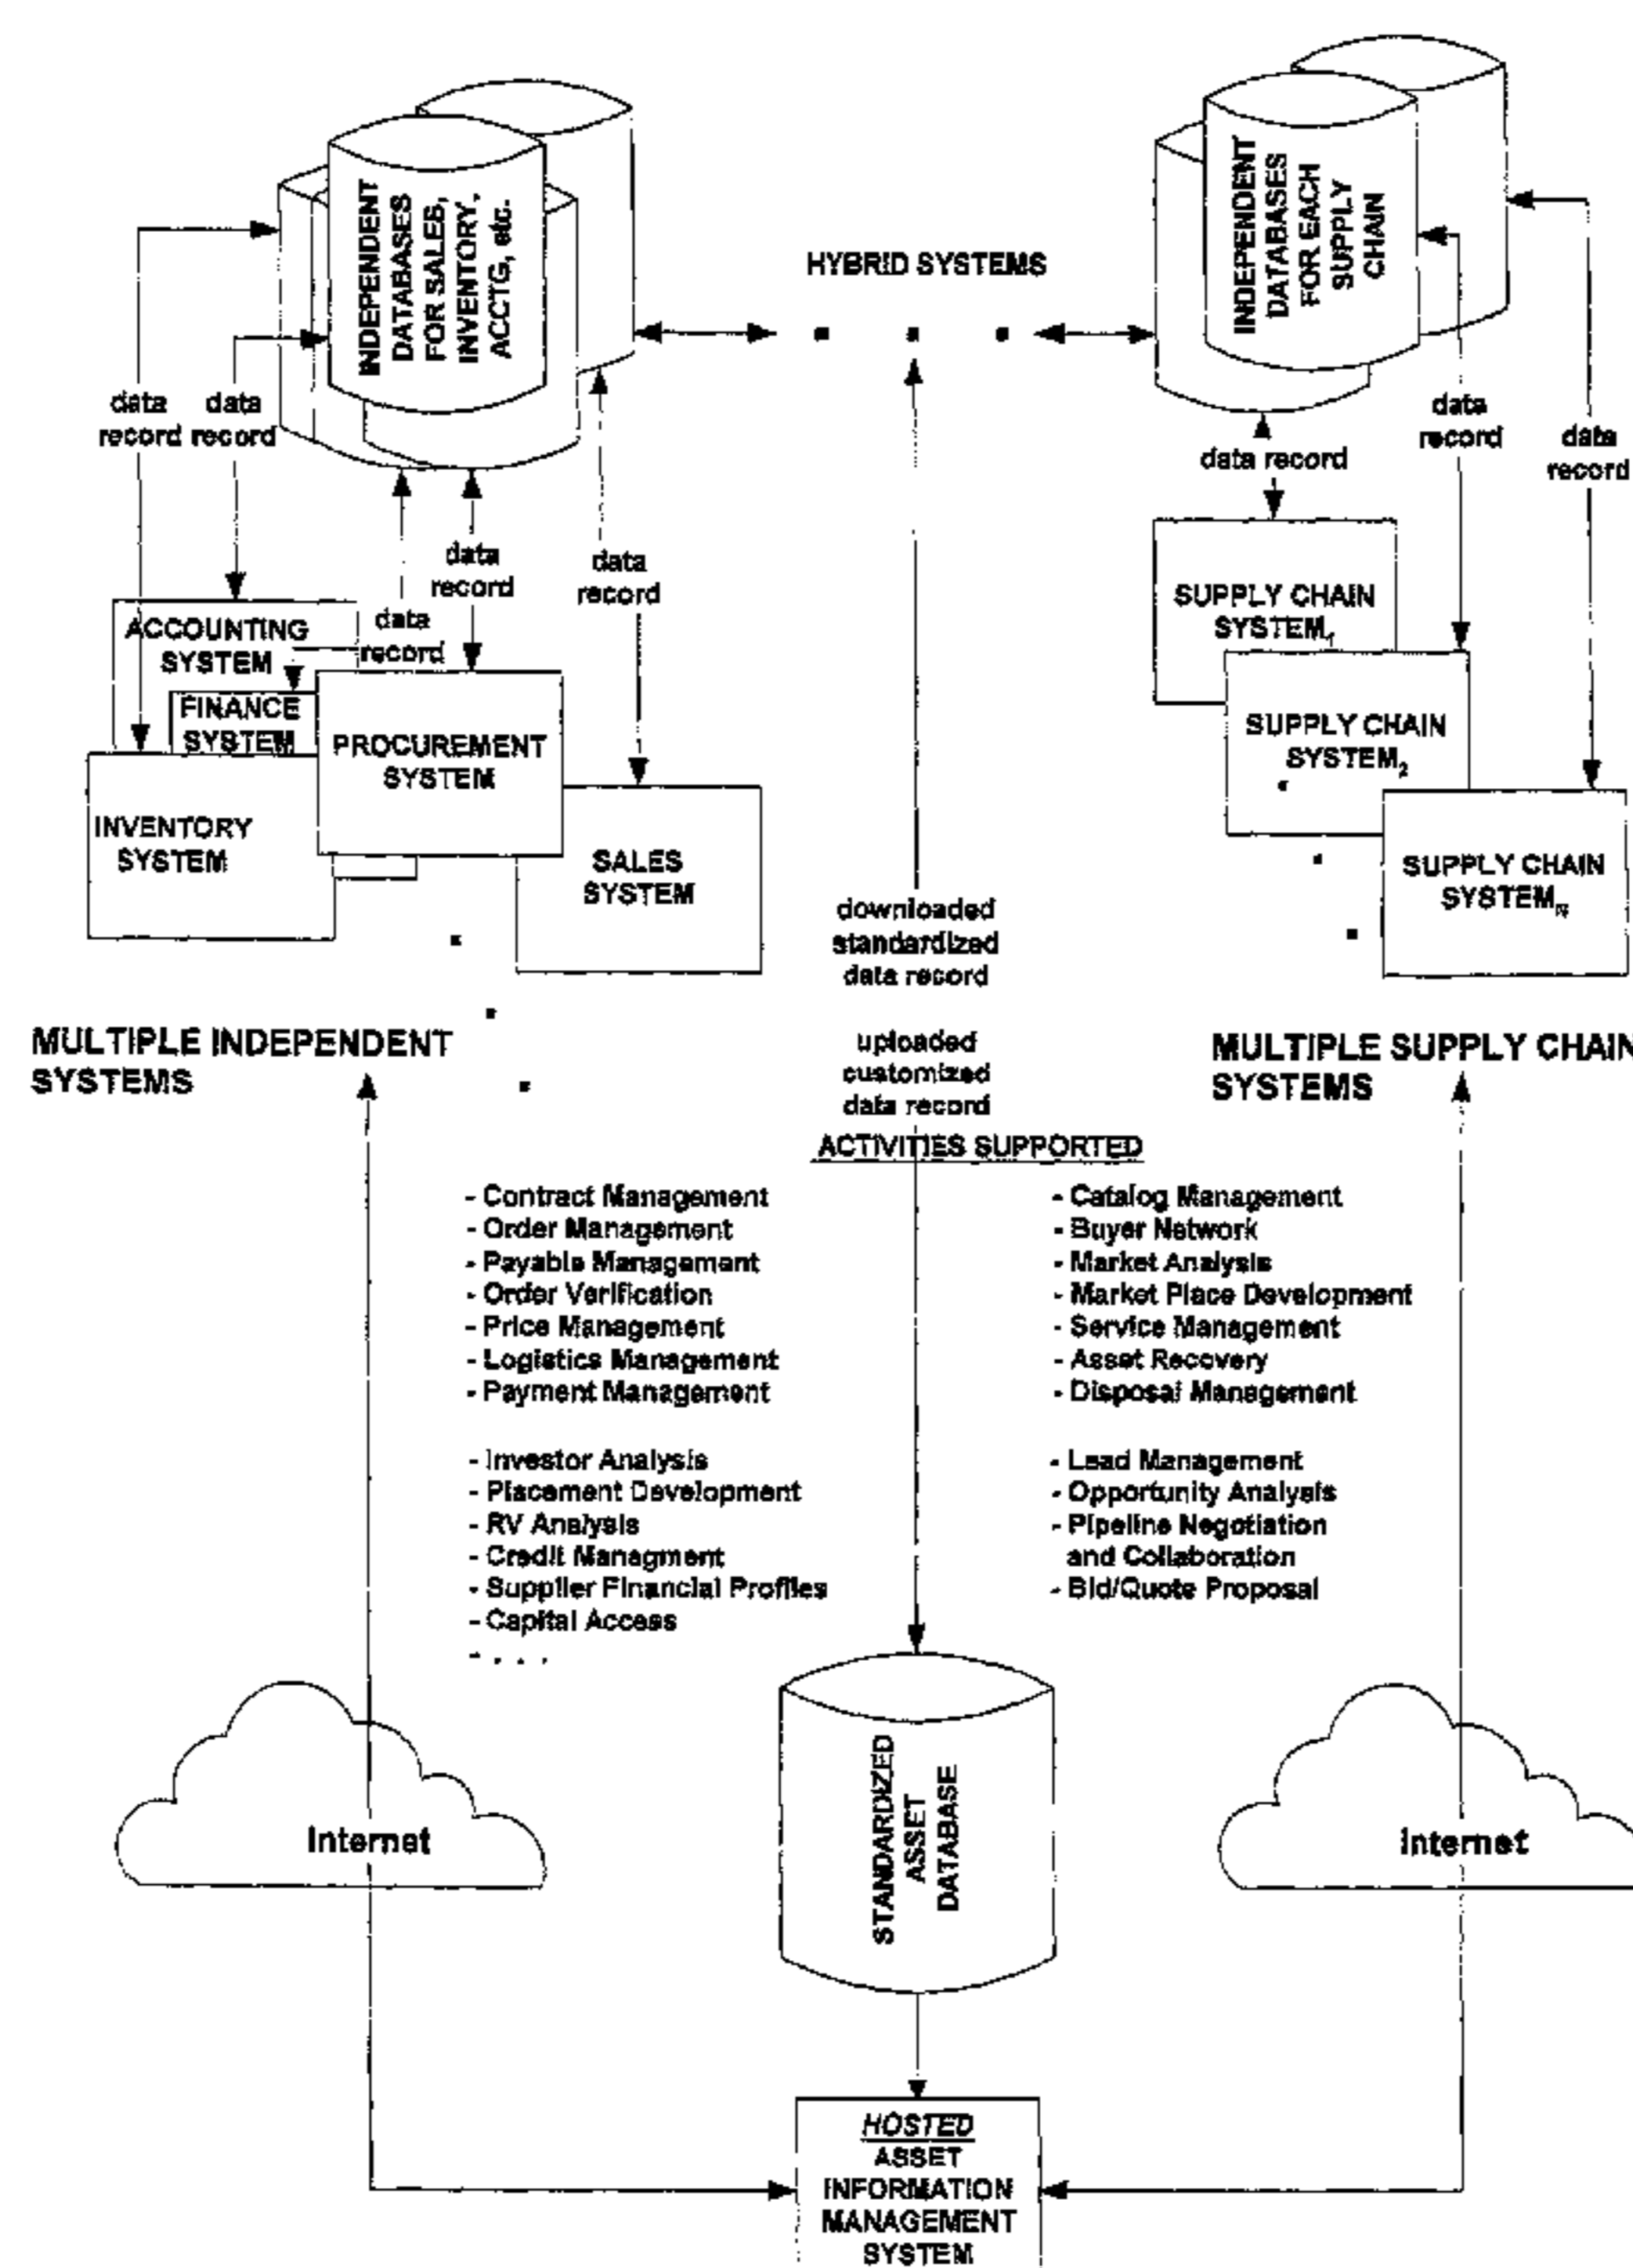 INDEPENDENT
DATABASES
FOR SALES,
INVENTORY,
ACCTG, etc.
HYBRID SYSTEMS
INDEPENDENT
DATABASES
FOR EACH
SUPPLY
CHAIN
data
record
data
record
data
record
data
record
data
record
data record
data
record
data
record
ACCOUNTING
SYSTEM
FINANCE
SYSTEM
PROCUREMENT
SYSTEM
INVENTORY
SYSTEM
SALES
SYSTEM
SUPPLY CHAIN
SYSTEM1
SUPPLY CHAIN
SYSTEM2
SUPPLY CHAIN
SYSTEMN
downloaded
standardized
data record
uploaded
customized
data record
MULTIPLE INDEPENDENT
SYSTEMS
MULTIPLE SUPPLY CHAIN
SYSTEMS
ACTIVITIES SUPPORTED
- Contract Management
- Order Management
- Payable Management
- Order Verification
- Price Management
- Logistics Management
- Payment Management
- Investor Analysis
- Placement Development
- RV Analysis
- Credit Managment
- Supplier Financial Profiles
- Capital Access
- . . .
- Catalog Management
- Buyer Network
- Market Analysis
- Market Place Development
- Service Management
- Asset Recovery
- Disposal Management
- Lead Management
- Opportunity Analysis
- Pipeline Negotiation
and Collaboration
- Bid/Quote Proposal
Internet
STANDARDIZED
ASSET
DATABASE
Internet
HOSTED
ASSET
INFORMATION
MANAGEMENT
SYSTEM